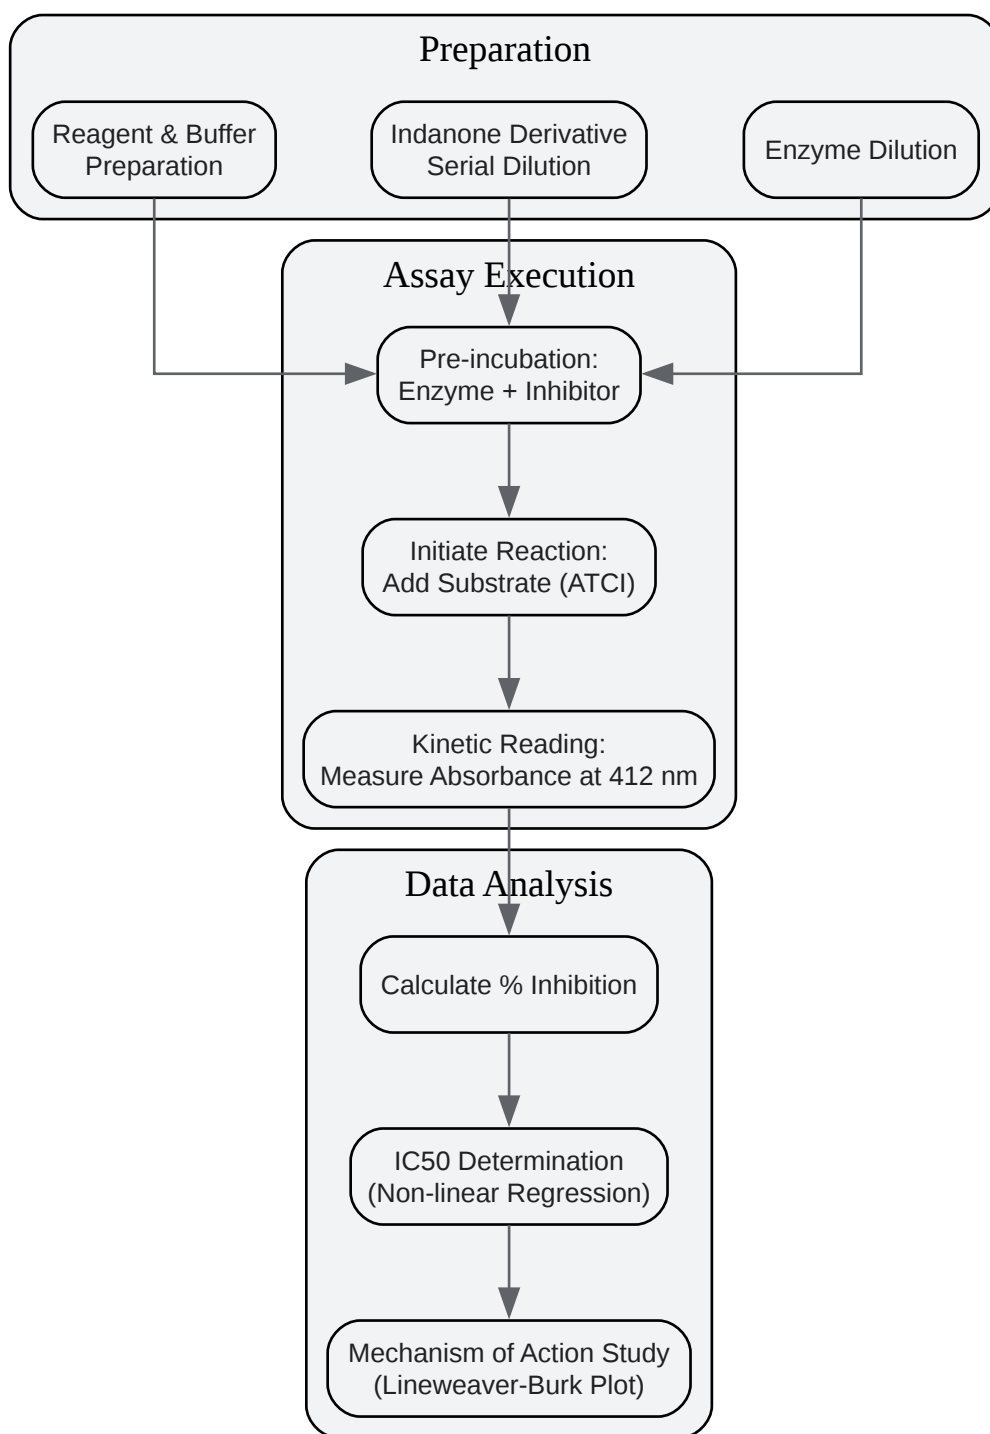 Preparation
Reagent & Buffer
Preparation
Indanone Derivative
Serial Dilution
Enzyme Dilution
Assay Execution
Pre-incubation:
Enzyme + Inhibitor
Initiate Reaction:
Add Substrate (ATCI)
Kinetic Reading:
Measure Absorbance at 412 nm
Data Analysis
Calculate % Inhibition
IC50 Determination
(Non-linear Regression)
Mechanism of Action Study
(Lineweaver-Burk Plot)